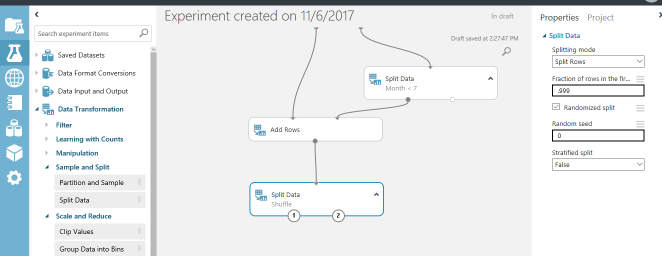 Experiment created on 11/6/2017
In draft
Draft saved at 2:27:47 PM
Search experiment items
Saved Datasets
Data Format Conversions
Data Input and Output
Data Transformation
Filter
Learning with Counts
Manipulation
Sample and Split
Partition and Sample
Split Data
Scale and Reduce
Clip Values
Group Data into Bins
Split Data
Month < 7
Add Rows
Split Data
Shuffle
1
2
Properties Project
Split Data
Splitting mode
Split Rows
Fraction of rows in the fir...
.999
Randomized split
Random seed
0
Stratified split
False